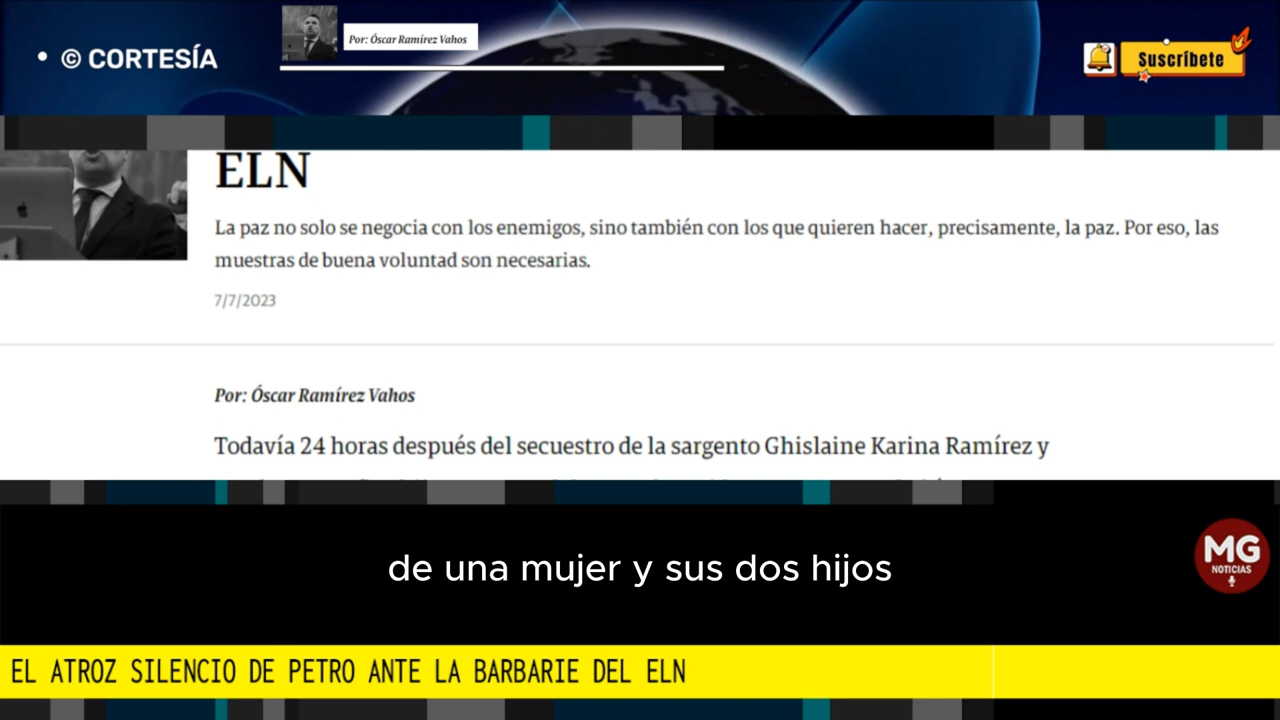 © CORTESÍA
Por: Óscar Ramírez Vahos
Suscríbete
ELN
La paz no solo se negocia con los enemigos, sino también con los que quieren hacer, precisamente, la paz. Por eso, las
muestras de buena voluntad son necesarias.
7/7/2023
Por: Óscar Ramírez Vahos
Todavía 24 horas después del secuestro de la sargento Ghislaine Karina Ramírez y
de una mujer y sus dos hijos
MG
NOTICIAS
EL ATROZ SILENCIO DE PETRO ANTE LA BARBARIE DEL ELN